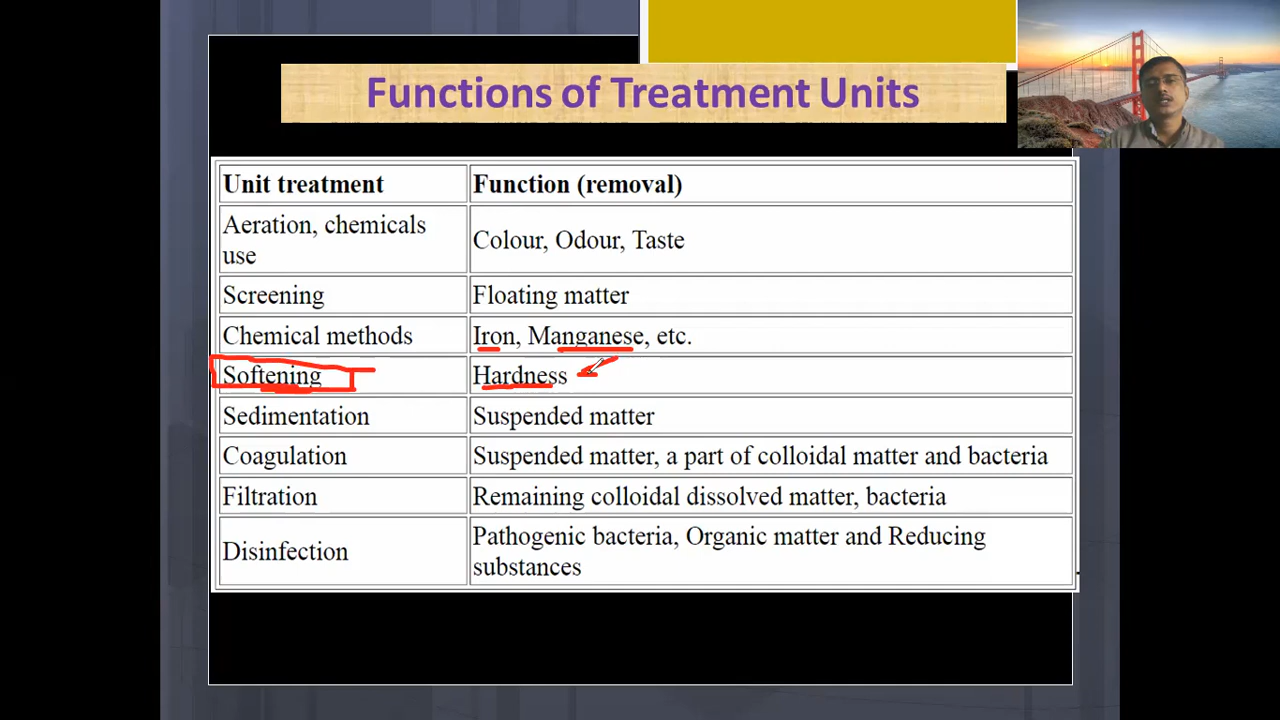 Functions of Treatment Units
Unit treatment Function (removal)
Aeration, chemicals
use
Colour, Odour, Taste
Screening Floating matter
Chemical methods Iron, Manganese, etc.
Softening Hardness
Sedimentation Suspended matter
Coagulation Suspended matter, a part of colloidal matter and bacteria
Filtration Remaining colloidal dissolved matter, bacteria
Disinfection
Pathogenic bacteria, Organic matter and Reducing
substances
.